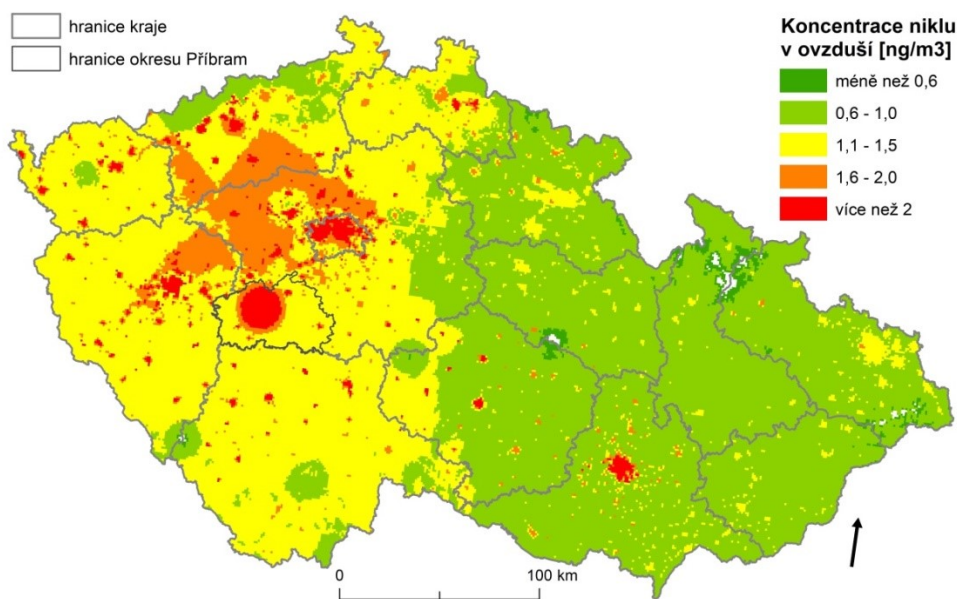 hranice kraje
hranice okresu Příbram
Koncentrace niklu
v ovzduší [ng/m3]
méně než 0,6
0,6 - 1,0
1,1 - 1,5
1,6 - 2,0
více než 2
0
100 km